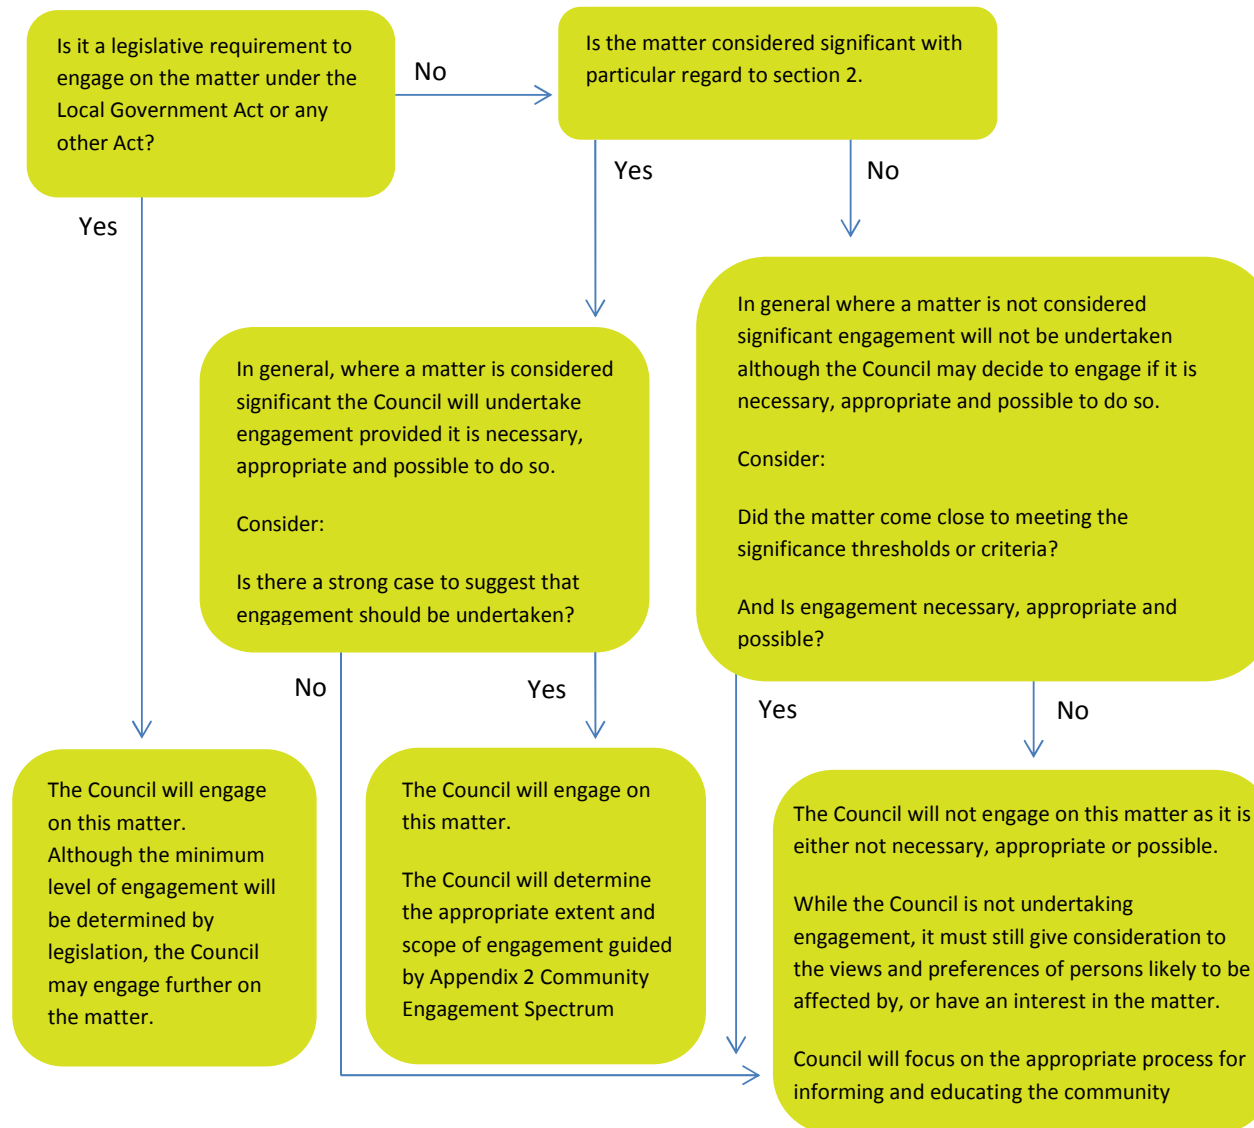 Is it a legislative requirement to
engage on the matter under the
Local Government Act or any
other Act?
No
Is the matter considered significant with
particular regard to section 2.
Yes
Yes
No
In general, where a matter is considered
significant the Council will undertake
engagement provided it is necessary,
appropriate and possible to do so.
Consider:
Is there a strong case to suggest that
engagement should be undertaken?
In general where a matter is not considered
significant engagement will not be undertaken
although the Council may decide to engage if it is
necessary, appropriate and possible to do so.
Consider:
Did the matter come close to meeting the
significance thresholds or criteria?
And Is engagement necessary, appropriate and
possible?
No
Yes
Yes
No
The Council will engage
on this matter.
Although the minimum
level of engagement will
be determined by
legislation, the Council
may engage further on
the matter.
The Council will engage on
this matter.
The Council will determine
the appropriate extent and
scope of engagement guided
by Appendix 2 Community
Engagement Spectrum
The Council will not engage on this matter as it is
either not necessary, appropriate or possible.
While the Council is not undertaking
engagement, it must still give consideration to
the views and preferences of persons likely to be
affected by, or have an interest in the matter.
Council will focus on the appropriate process for
informing and educating the community